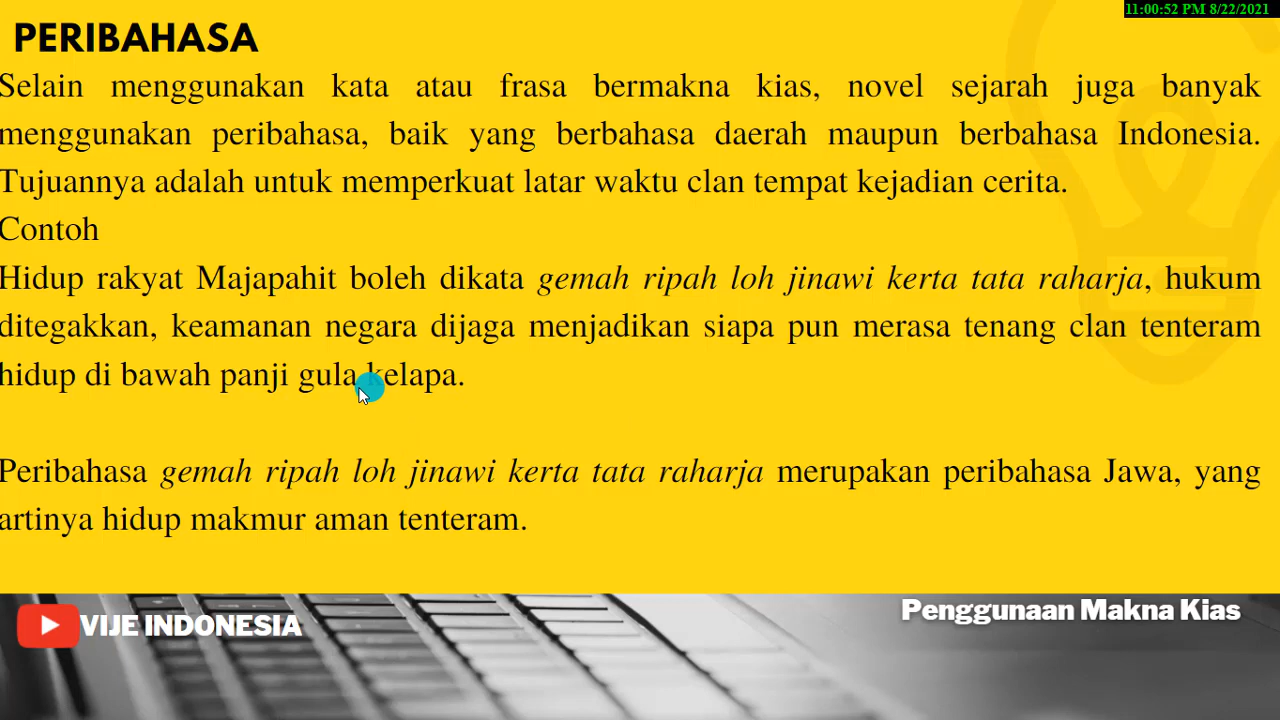 11:00:52 PM 8/22/2021
PERIBAHASA
Selain menggunakan kata atau frasa bermakna kias, novel sejarah juga banyak
menggunakan peribahasa, baik yang berbahasa daerah maupun berbahasa Indonesia.
Tujuannya adalah untuk memperkuat latar waktu clan tempat kejadian cerita.
Contoh
Hidup rakyat Majapahit boleh dikata gemah ripah loh jinawi kerta tata raharja, hukum
ditegakkan, keamanan negara dijaga menjadikan siapa pun merasa tenang clan tenteram
hidup di bawah panji gula kelapa.
Peribahasa gemah ripah loh jinawi kerta tata raharja merupakan peribahasa Jawa, yang
artinya hidup makmur aman tenteram.
VIJE INDONESIA
Penggunaan Makna Kias